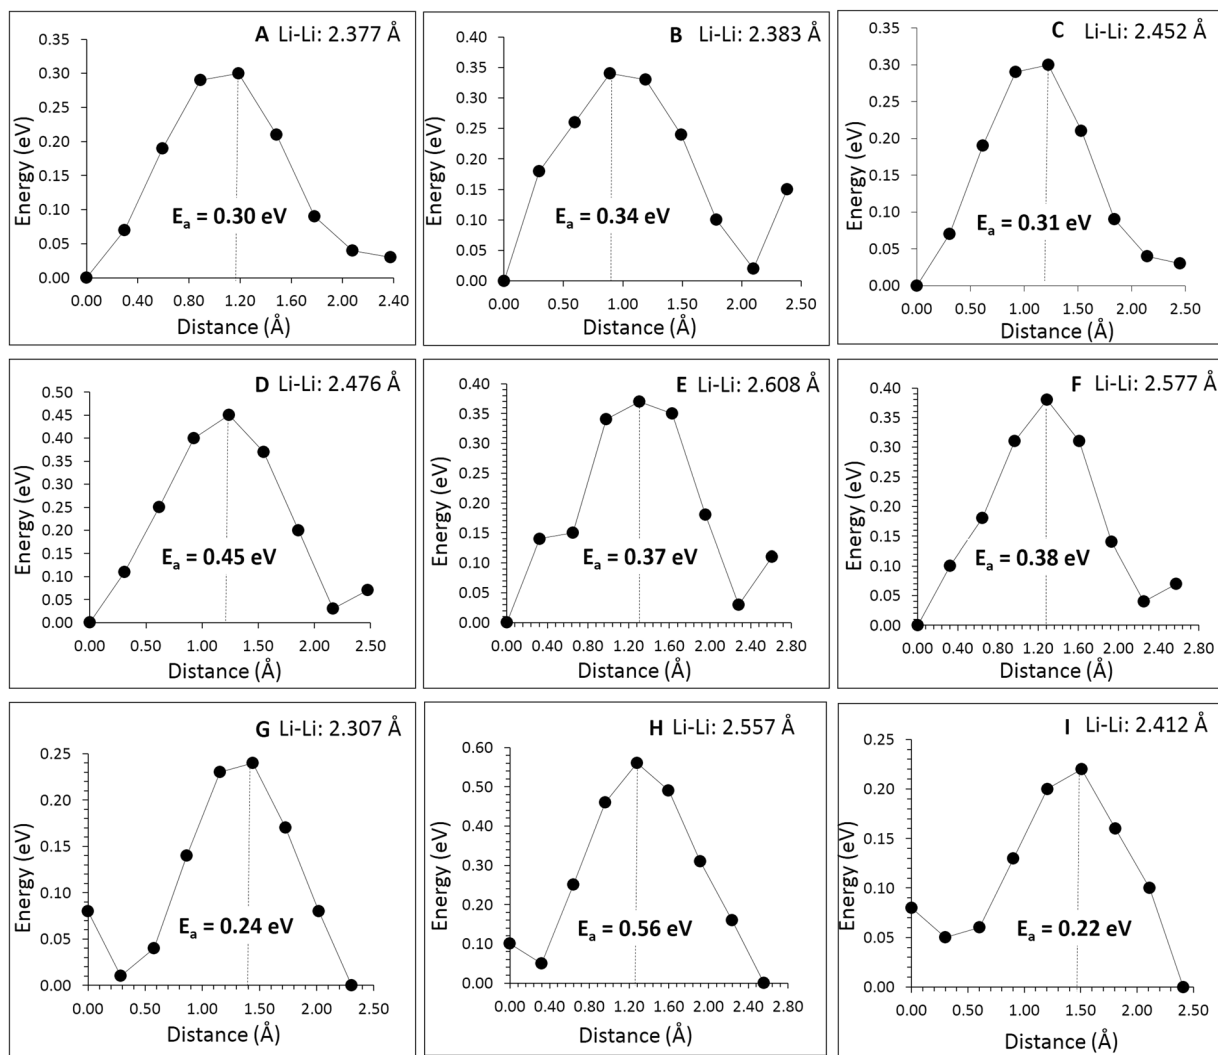 A Li-Li: 2.377 Å
0.35
0.30
0.25
0.20
0.15
0.10
0.05
0.00
Energy (eV)
Eₐ = 0.30 eV
0.00 0.40 0.80 1.20 1.60 2.00 2.40
Distance (Å)
B Li-Li: 2.383 Å
0.40
0.35
0.30
0.25
0.20
0.15
0.10
0.05
0.00
Energy (eV)
Eₐ = 0.34 eV
0.00 0.50 1.00 1.50 2.00 2.50
Distance (Å)
C Li-Li: 2.452 Å
0.35
0.30
0.25
0.20
0.15
0.10
0.05
0.00
Energy (eV)
Eₐ = 0.31 eV
0.00 0.50 1.00 1.50 2.00 2.50
Distance (Å)
D Li-Li: 2.476 Å
0.50
0.45
0.40
0.35
0.30
0.25
0.20
0.15
0.10
0.05
0.00
Energy (eV)
Eₐ = 0.45 eV
0.00 0.50 1.00 1.50 2.00 2.50
Distance (Å)
E Li-Li: 2.608 Å
0.40
0.35
0.30
0.25
0.20
0.15
0.10
0.05
0.00
Energy (eV)
Eₐ = 0.37 eV
0.00 0.40 0.80 1.20 1.60 2.00 2.40 2.80
Distance (Å)
F Li-Li: 2.577 Å
0.40
0.35
0.30
0.25
0.20
0.15
0.10
0.05
0.00
Energy (eV)
Eₐ = 0.38 eV
0.00 0.40 0.80 1.20 1.60 2.00 2.40 2.80
Distance (Å)
G Li-Li: 2.307 Å
0.25
0.20
0.15
0.10
0.05
0.00
Energy (eV)
Eₐ = 0.24 eV
0.00 0.50 1.00 1.50 2.00 2.50
Distance (Å)
H Li-Li: 2.557 Å
0.60
0.50
0.40
0.30
0.20
0.10
0.00
Energy (eV)
Eₐ = 0.56 eV
0.00 0.40 0.80 1.20 1.60 2.00 2.40 2.80
Distance (Å)
I Li-Li: 2.412 Å
0.25
0.20
0.15
0.10
0.05
0.00
Energy (eV)
Eₐ = 0.22 eV
0.00 0.50 1.00 1.50 2.00 2.50
Distance (Å)